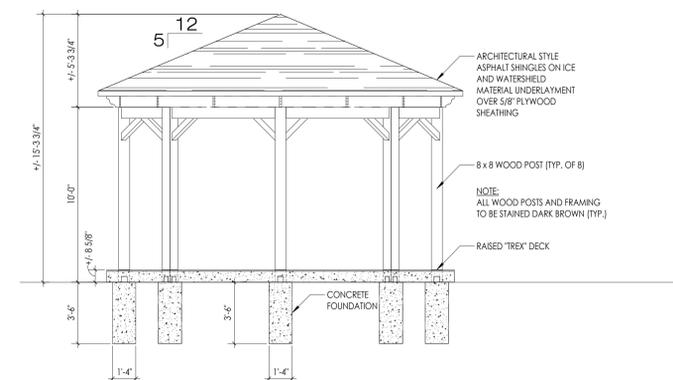 12
5
+/- 5'-3 3/4"
+/- 15'-3 3/4"
10'-0"
+/- 8 5/8"
3'-6"
3'-6"
1'-4"
1'-4"
ARCHITECTURAL STYLE
ASPHALT SHINGLES ON ICE
AND WATERSHIELD
MATERIAL UNDERLAYMENT
OVER 5/8" PLYWOOD
SHEATHING
8 x 8 WOOD POST (TYP. OF 8)
NOTE:
ALL WOOD POSTS AND FRAMING
TO BE STAINED DARK BROWN (TYP.)
RAISED "TREX" DECK
CONCRETE
FOUNDATION